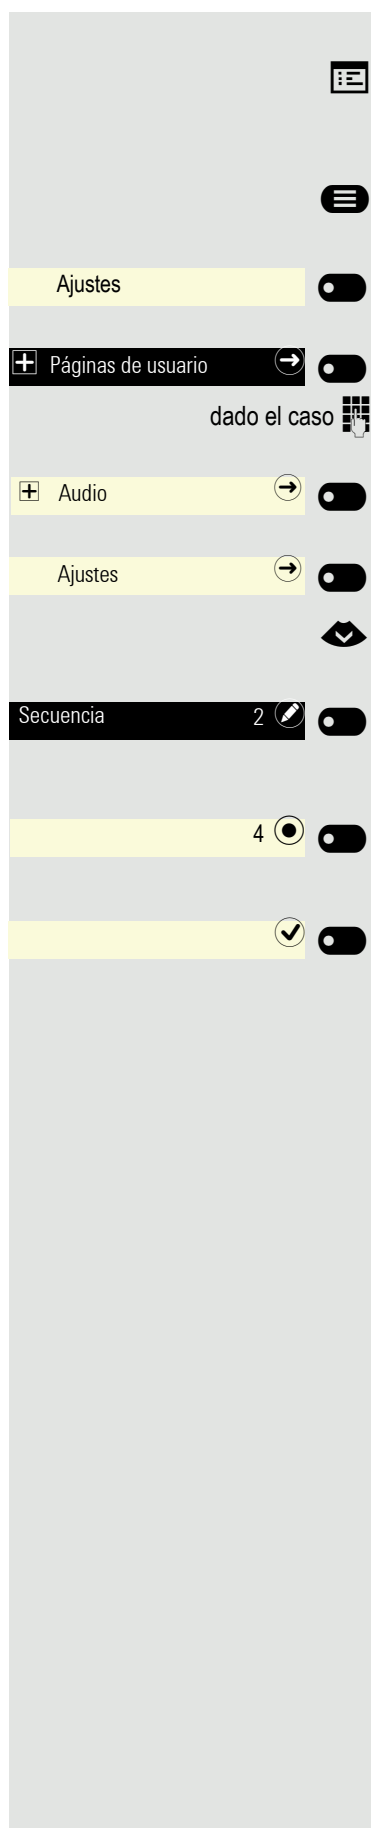 Ajustes
Páginas de usuario
dado el caso
Audio
Ajustes
Secuencia 2
4